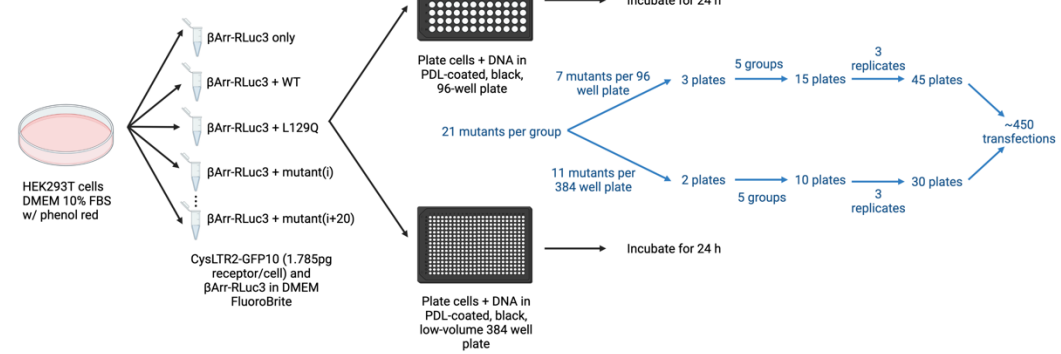 Incubate for 24 h
βArr-RLuc3 only
Plate cells + DNA in
PDL-coated, black,
96-well plate
βArr-RLuc3 + WT
βArr-RLuc3 + L129Q
βArr-RLuc3 + mutant(i)
βArr-RLuc3 + mutant(i+20)
HEK293T cells
DMEM 10% FBS
w/ phenol red
CysLTR2-GFP10 (1.785pg
receptor/cell) and
βArr-RLuc3 in DMEM
FluoroBrite
21 mutants per group
7 mutants per 96
well plate
3 plates
5 groups
15 plates
3
replicates
45 plates
11 mutants per
384 well plate
2 plates
5 groups
10 plates
3
replicates
30 plates
~450
transfections
Incubate for 24 h
Plate cells + DNA in
PDL-coated, black,
low-volume 384 well
plate